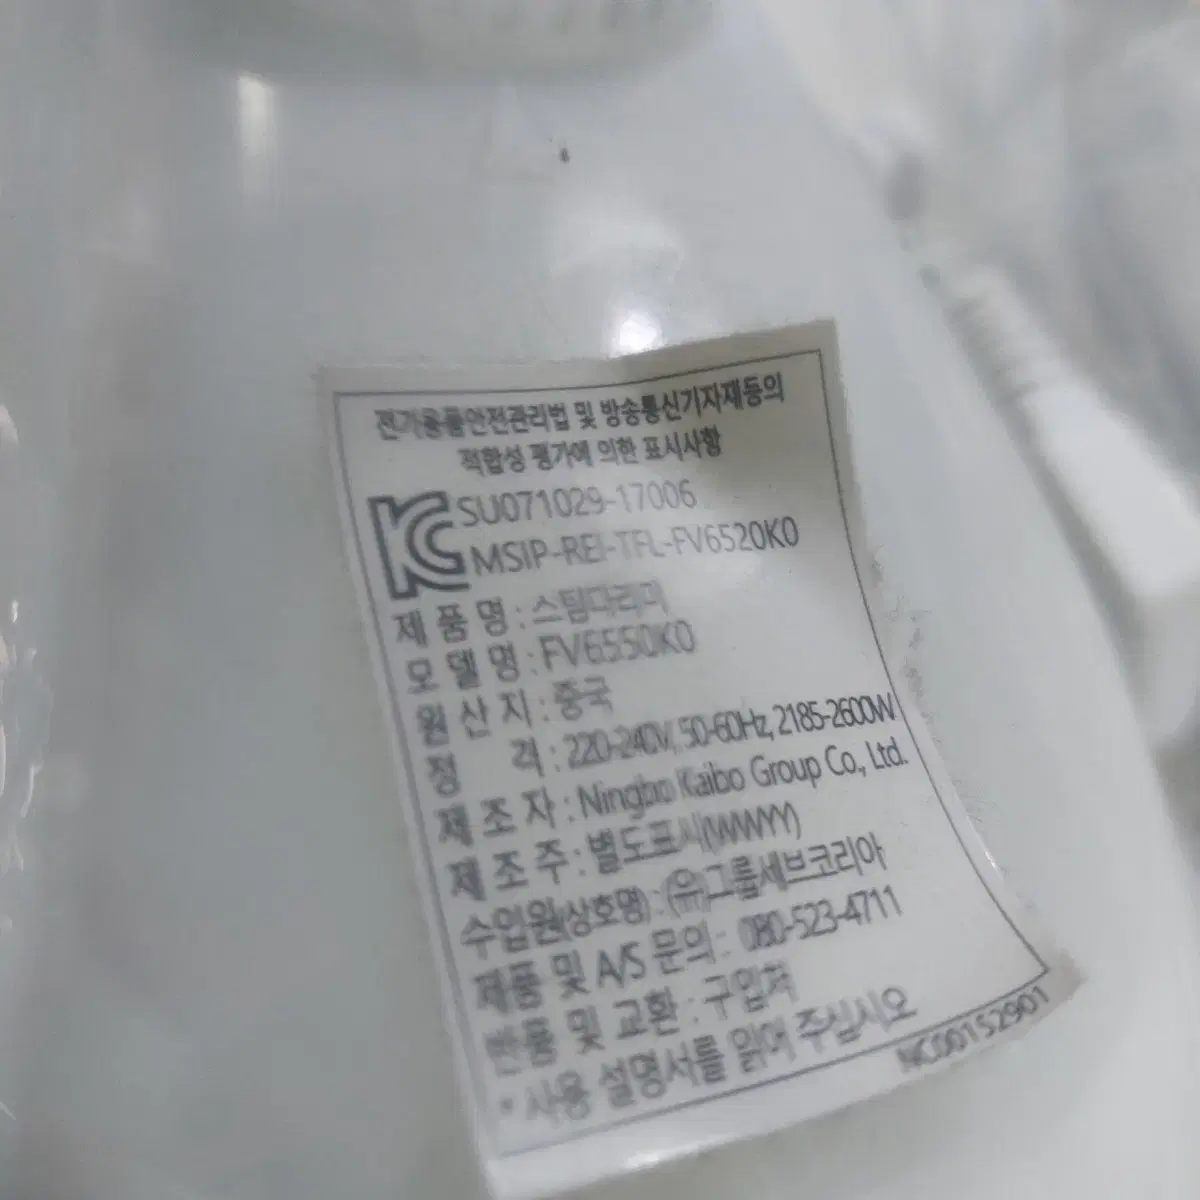 전기용품안전관리법 및 방송통신기자재등의
적합성 평가에 의한 표시사항
SU071029-17006
MSIP-REI-TFL-FV6520K0
제품명 : 스팀다리미
모델명 : FV6550K0
원산지 : 중국
정격 : 220-240V, 50-60Hz, 2185-2600W
제조자 : Ningbo Kaibo Group Co., Ltd.
제조주 : 별도표시(WWYY)
수입원(상호명) : (유)그룹세브코리아
제품 및 A/S 문의 : 080-523-4711
반품 및 교환 : 구입처
* 사용 설명서를 읽어 주십시오
NC00152901